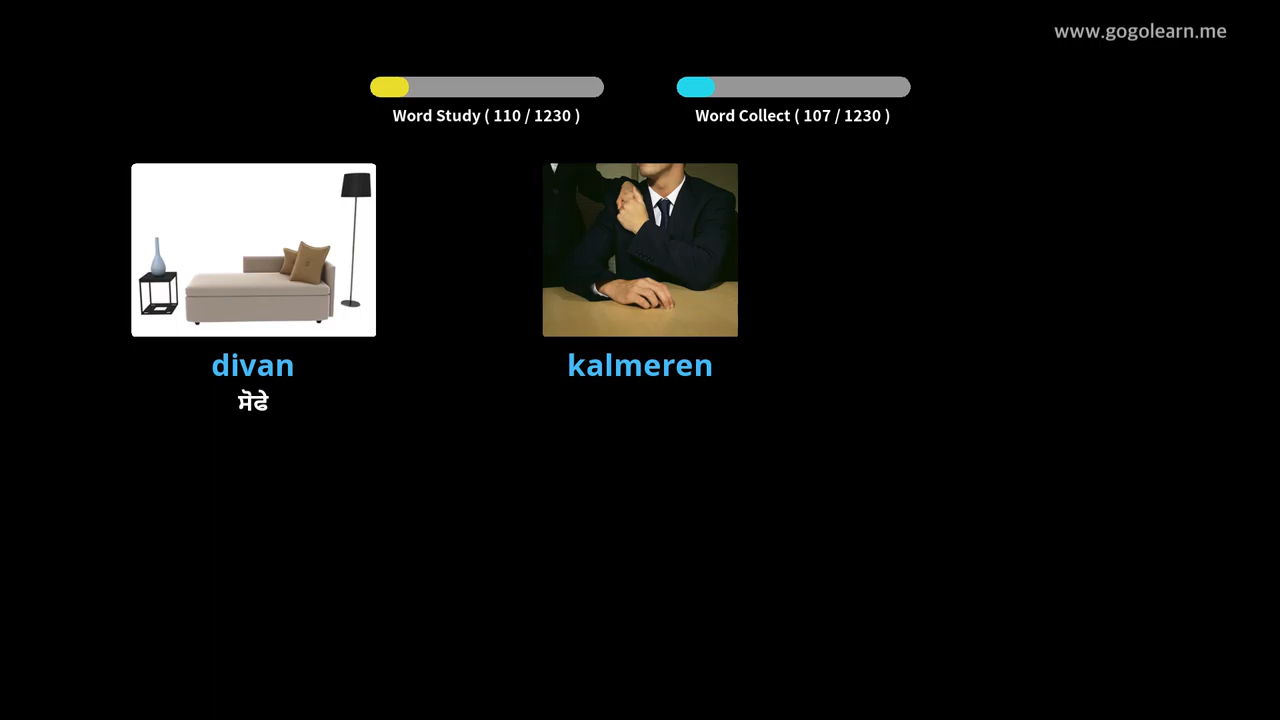 www.gogolearn.me
Word Study ( 110 / 1230 )
Word Collect ( 107 / 1230 )
divan
kalmeren
ਸੋਫੇ